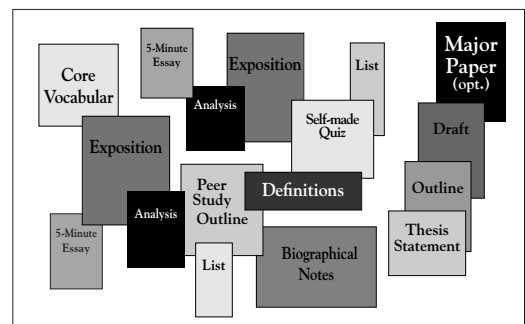 5-Minute
Essay
Core
Vocabular
Exposition
List
Major
Paper
(opt.)
Analysis
Self-made
Quiz
Draft
Exposition
Peer
Study
Outline
Definitions
Outline
Analysis
5-Minute
Essay
Thesis
Statement
List
Biographical
Notes